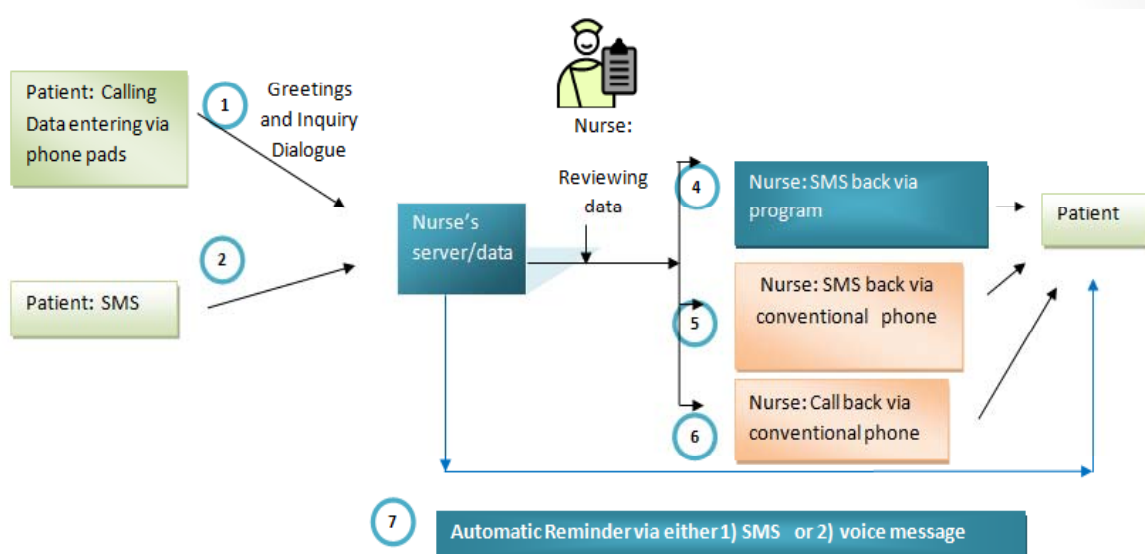 Patient: Calling
Data entering via
phone pads
1
Greetings
and Inquiry
Dialogue
2
Patient: SMS
Nurse:
Reviewing
data
Nurse's
server/data
4
Nurse: SMS back via
program
5
Nurse: SMS back via
conventional phone
6
Nurse: Call back via
conventional phone
Patient
7
Automatic Reminder via either 1) SMS or 2) voice message